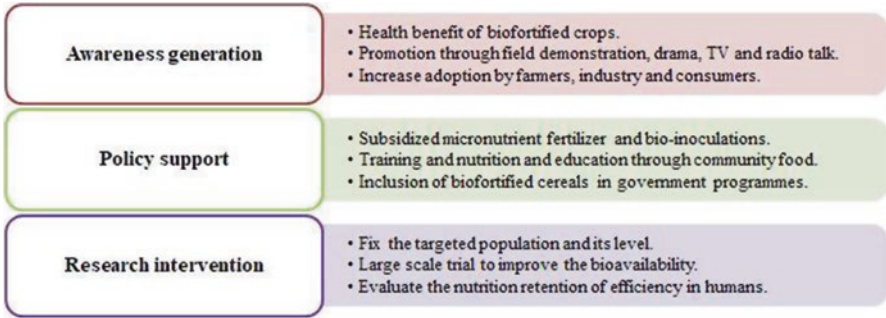 Awareness generation
• Health benefit of biofortified crops.
• Promotion through field demonstration, drama, TV and radio talk.
• Increase adoption by farmers, industry and consumers.
Policy support
• Subsidized micronutrient fertilizer and bio-inoculations.
• Training and nutrition and education through community food.
• Inclusion of biofortified cereals in government programmes.
Research intervention
• Fix the targeted population and its level.
• Large scale trial to improve the bioavailability.
• Evaluate the nutrition retention of efficiency in humans.